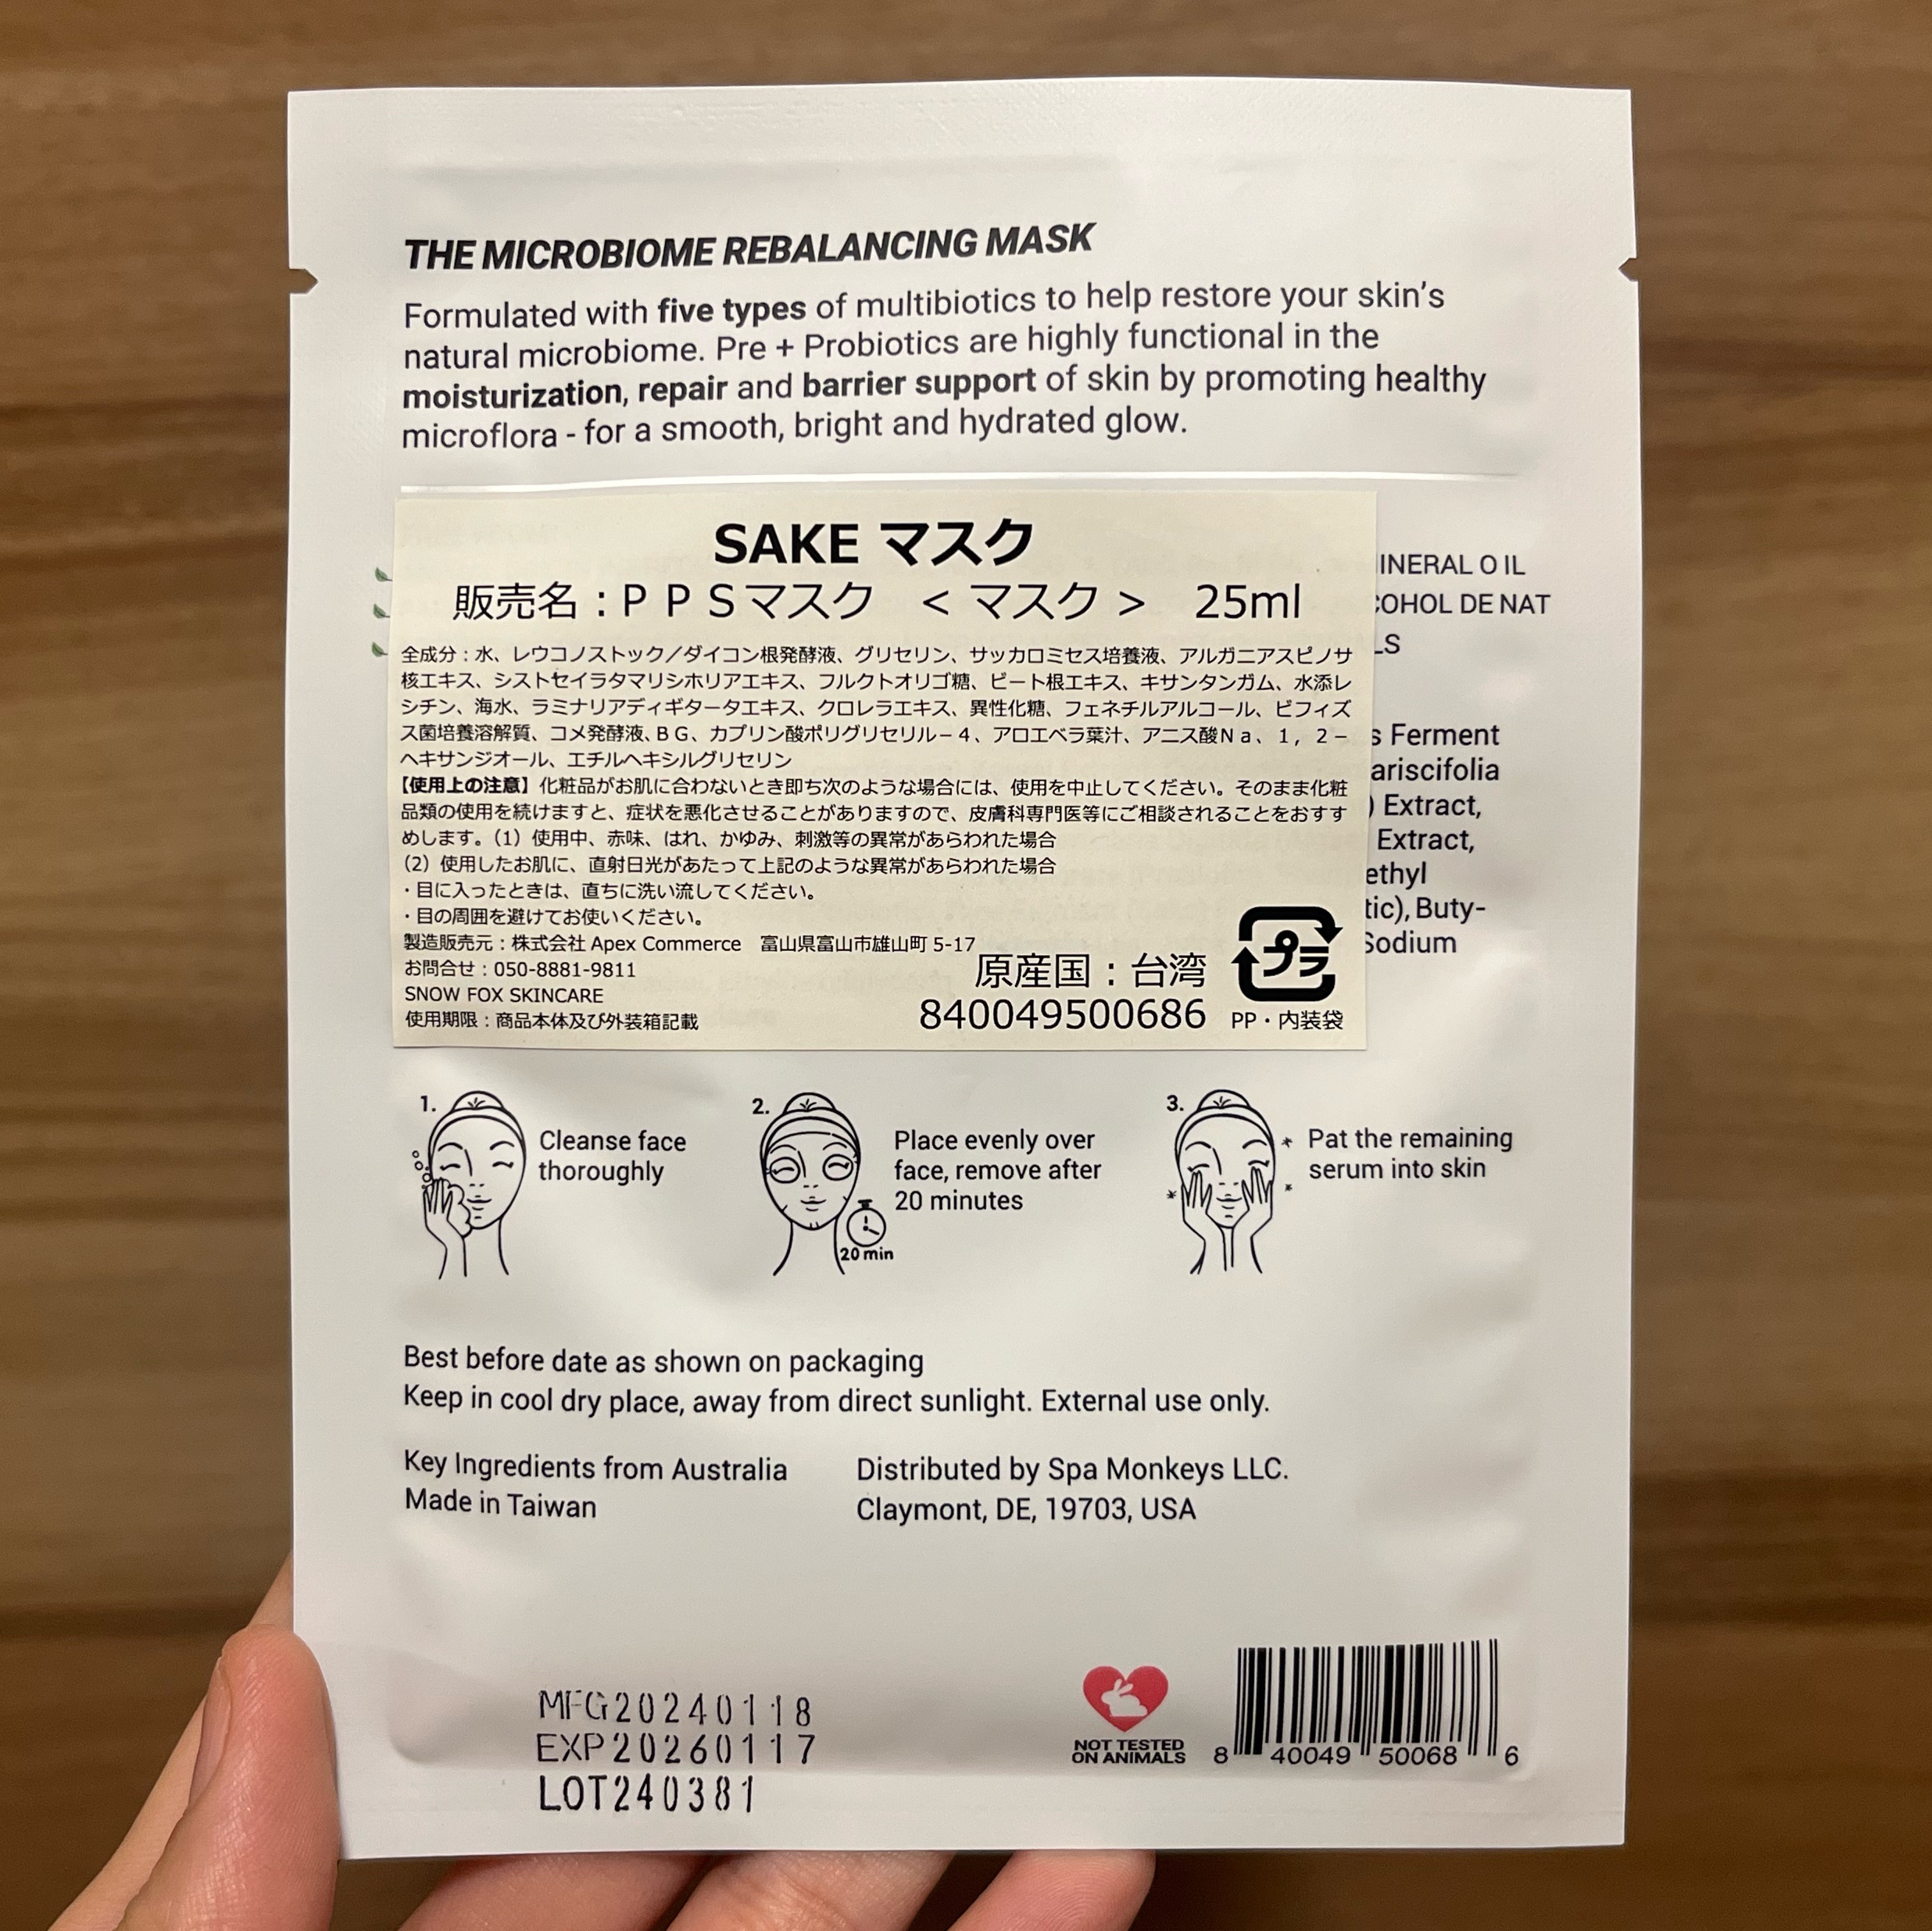 THE MICROBIOME REBALANCING MASK
Formulated with five types of multibiotics to help restore your skin's
natural microbiome. Pre + Probiotics are highly functional in the
moisturization, repair and barrier support of skin by promoting healthy
microflora - for a smooth, bright and hydrated glow.
SAKE マスク
販売名：ＰＰＳマスク ＜マスク＞ 25ml
全成分：水、レウコノストック／ダイコン根発酵液、グリセリン、サッカロミセス培養液、アルガニアスピノサ
核エキス、シストセイラタマリシホリアエキス、フルクトオリゴ糖、ビート根エキス、キサンタンガム、水添レ
シチン、海水、ラミナリアディギタータエキス、クロレラエキス、異性化糖、フェネチルアルコール、ビフィズ
ス菌培養溶解質、コメ発酵液、ＢＧ、カプリン酸ポリグリセリル－４、アロエベラ葉汁、アニス酸Ｎａ、１，２－
ヘキサンジオール、エチルヘキシルグリセリン
【使用上の注意】化粧品がお肌に合わないとき即ち次のような場合には、使用を中止してください。そのまま化粧
品類の使用を続けますと、症状を悪化させることがありますので、皮膚科専門医等にご相談されることをおすす
めします。（1）使用中、赤味、はれ、かゆみ、刺激等の異常があらわれた場合
（2）使用したお肌に、直射日光があたって上記のような異常があらわれた場合
・目に入ったときは、直ちに洗い流してください。
・目の周囲を避けてお使いください。
製造販売元：株式会社 Apex Commerce 富山県富山市雄山町 5-17
お問合せ：050-8881-9811
SNOW FOX SKINCARE
使用期限：商品本体及び外装箱記載
原産国：台湾
840049500686
プラ
PP・内装袋
INERAL OIL
COHOL DENAT
LS
s Ferment
ariscifolia
) Extract,
Extract,
ethyl
tic), Buty-
Sodium
1.
Cleanse face
thoroughly
2.
Place evenly over
face, remove after
20 minutes
20 min
3.
Pat the remaining
serum into skin
Best before date as shown on packaging
Keep in cool dry place, away from direct sunlight. External use only.
Key Ingredients from Australia
Made in Taiwan
Distributed by Spa Monkeys LLC.
Claymont, DE, 19703, USA
MFG20240118
EXP20260117
LOT240381
NOT TESTED
ON ANIMALS
8 40049 50068 6